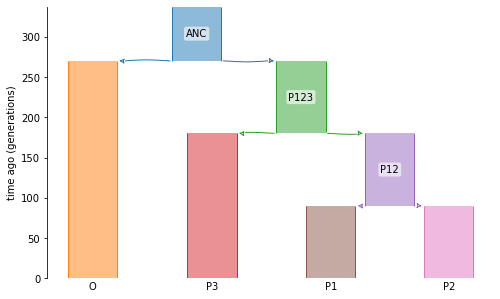 ANC
P123
P12
time ago (generations)
300
250
200
150
100
50
0
O
P3
P1
P2